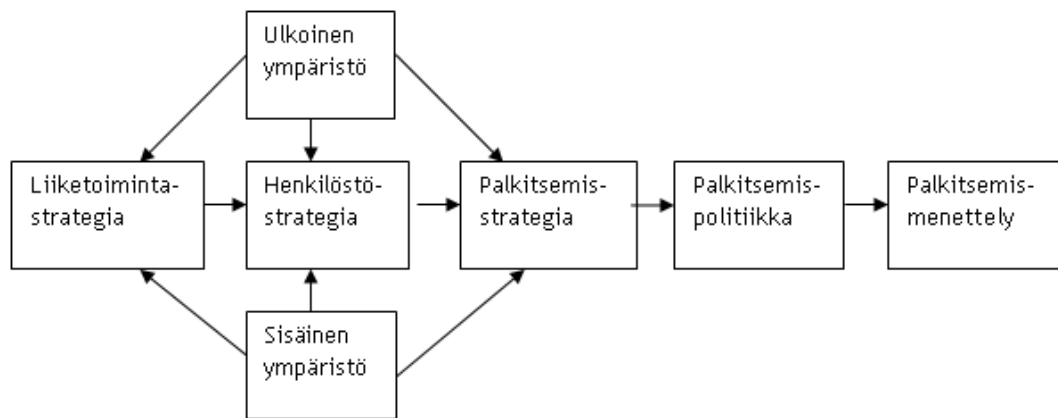 Ulkoinen
ympäristö
Liiketoiminta-
strategia
Henkilöstö-
strategia
Palkitsemis-
strategia
Palkitsemis-
politiikka
Palkitsemis-
menettely
Sisäinen
ympäristö